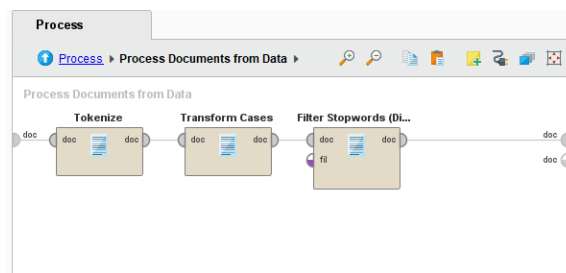 Process
Process ▸ Process Documents from Data ▸
Process Documents from Data
Tokenize Transform Cases Filter Stopwords (Di...
doc doc doc doc doc doc doc doc
fil doc